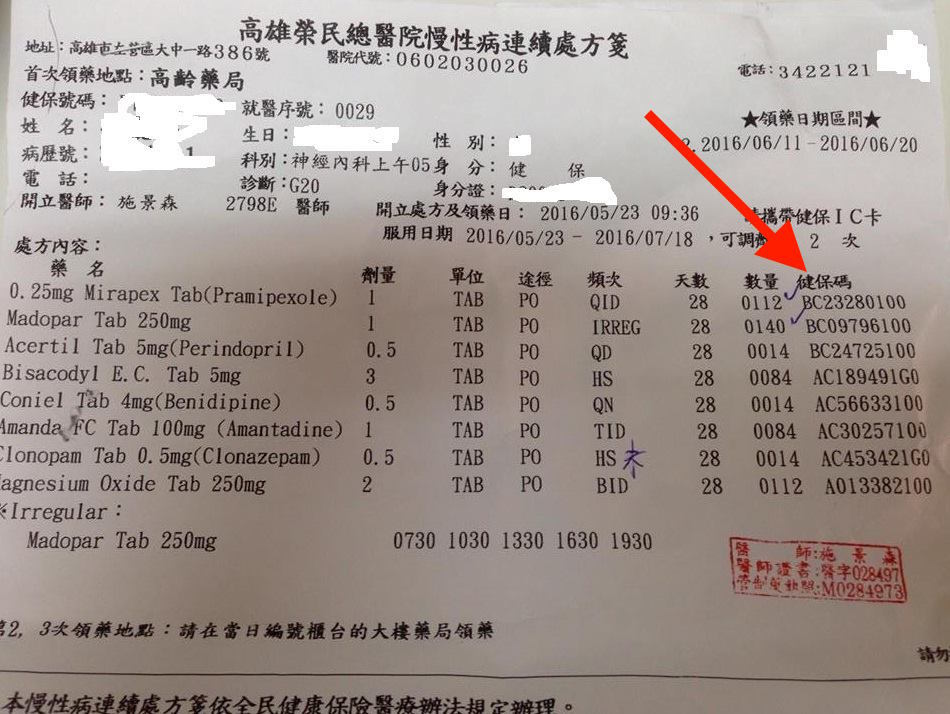 高雄榮民總醫院慢性病連續處方箋
地址：高雄市左營區大中一路386號 醫院代號：0602030026
電話：3422121
首次領藥地點：高齡藥局
健保號碼： 就醫序號： 0029
★領藥日期區間★
姓 名： 生日： 性 別：
2.2016/06/11-2016/06/20
病歷號： 科別：神經內科上午05 身 分：健 保
電 話： 診斷：G20 身分證：
開立醫師： 施景森 2798E 醫師 開立處方及領藥日： 2016/05/23 09:36 請攜帶健保IC卡
服用日期 2016/05/23 - 2016/07/18 ，可調劑 2 次
處方內容：
藥 名 劑量 單位 途徑 頻次 天數 數量 健保碼
0.25mg Mirapex Tab(Pramipexole) 1 TAB PO QID 28 0112 BC23280100
Madopar Tab 250mg 1 TAB PO IRREG 28 0140 BC09796100
Acertil Tab 5mg(Perindopril) 0.5 TAB PO QD 28 0014 BC24725100
Bisacodyl E.C. Tab 5mg 3 TAB PO HS 28 0084 AC189491G0
Coniel Tab 4mg(Benidipine) 0.5 TAB PO QN 28 0014 AC56633100
Amanda FC Tab 100mg (Amantadine) 1 TAB PO TID 28 0084 AC30257100
Clonopam Tab 0.5mg(Clonazepam) 0.5 TAB PO HS 28 0014 AC453421G0
Magnesium Oxide Tab 250mg 2 TAB PO BID 28 0112 A013382100
※Irregular：
Madopar Tab 250mg 0730 1030 1330 1630 1930
醫 師：施景森
醫師證書：醫字028497
管制藥執照：M0284973
第2, 3次領藥地點：請在當日編號櫃台的大樓藥局領藥
請勿
本慢性病連續處方箋依全民健康保險醫療辦法規定辦理。